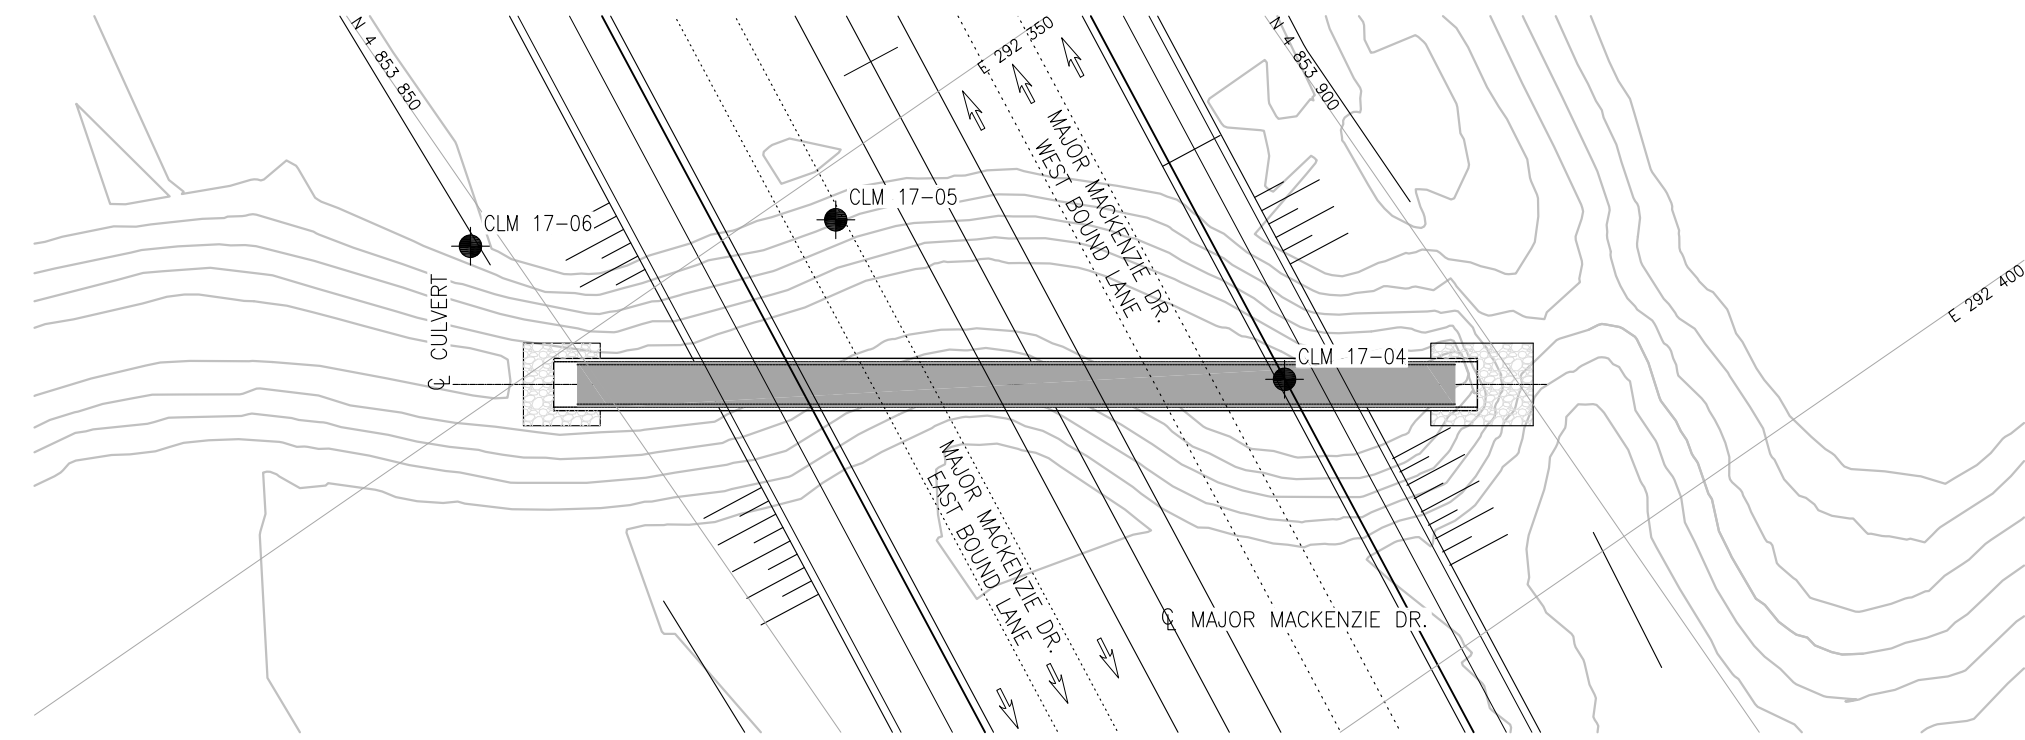 N 4 853 850
E 292 350
N 4 853 900
MAJOR MACKENZIE DR.
WEST BOUND LANE
CLM 17-05
CLM 17-06
E 292 400
℄ CULVERT
CLM 17-04
MAJOR MACKENZIE DR.
EAST BOUND LANE
℄ MAJOR MACKENZIE DR.